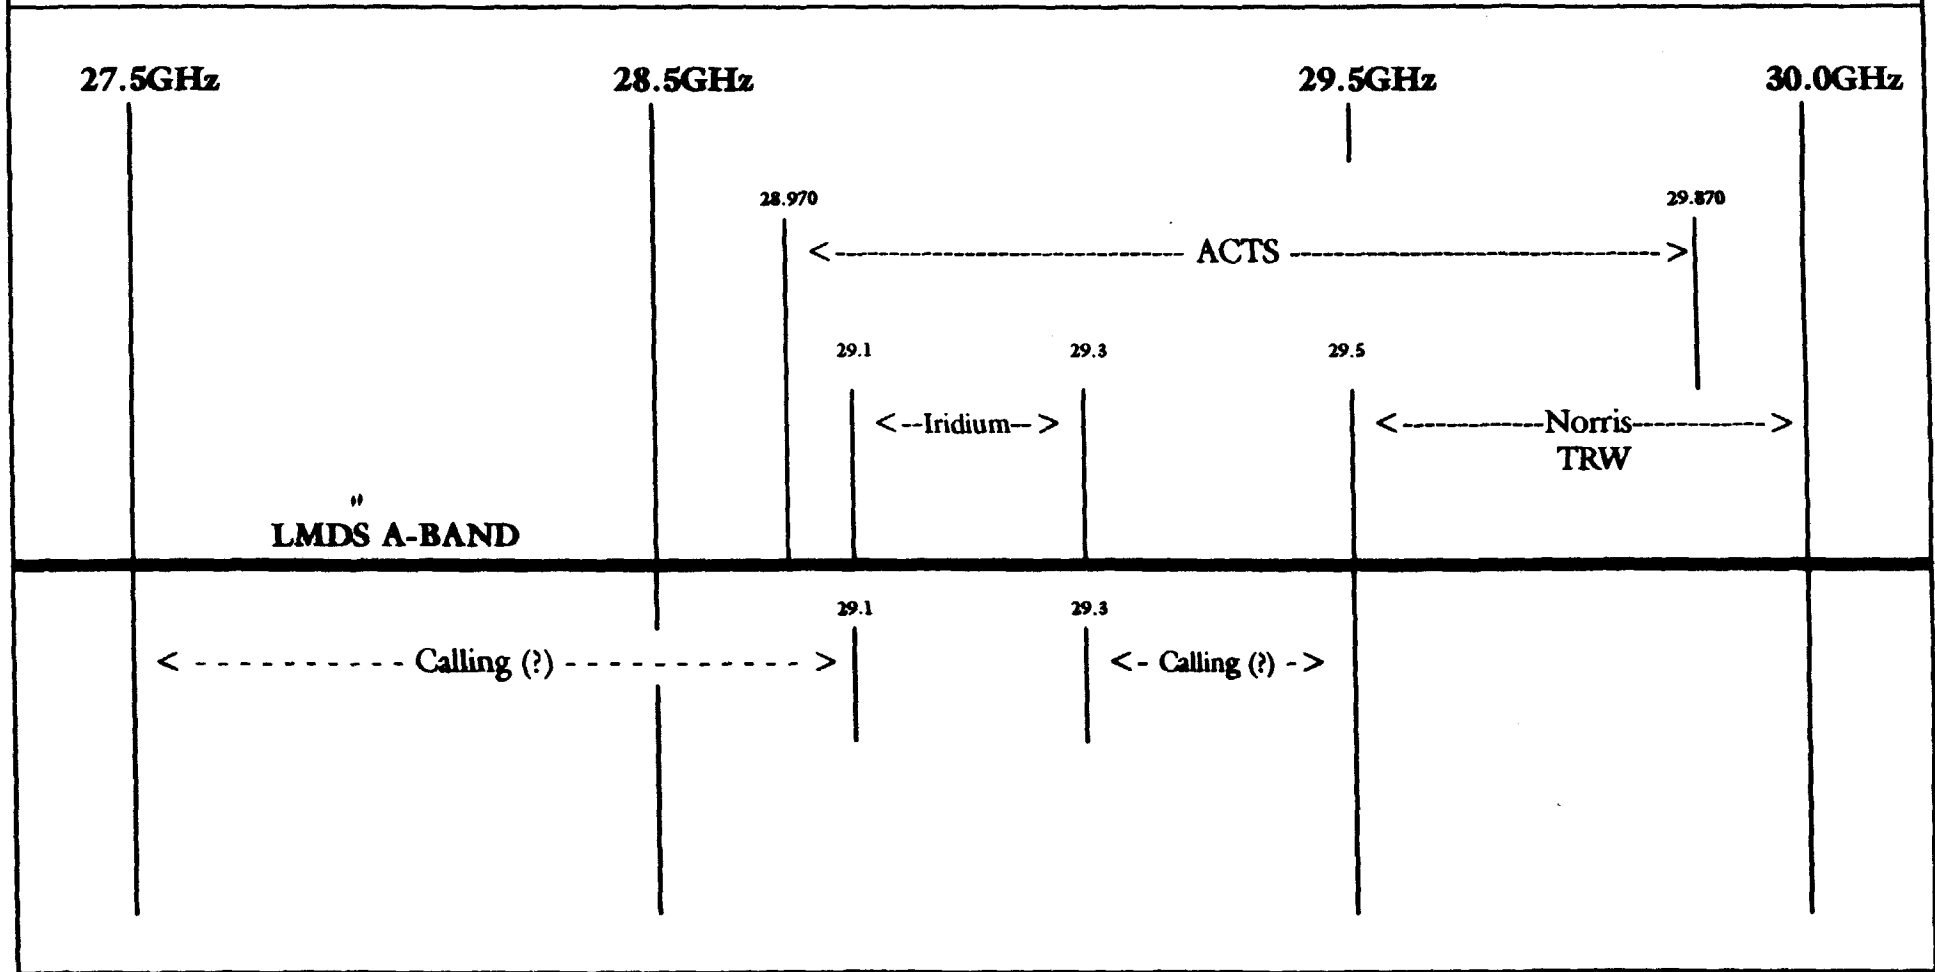 27.5GHz 28.5GHz 29.5GHz 30.0GHz
28.970 29.870
<----------------------- ACTS ----------------------->
29.1 29.3 29.5
<--Iridium--> <-----------Norris----------->
TRW
"
LMDS A-BAND
29.1 29.3
< - - - - - - - - - - Calling (?) - - - - - - - - - - > <- Calling (?) ->